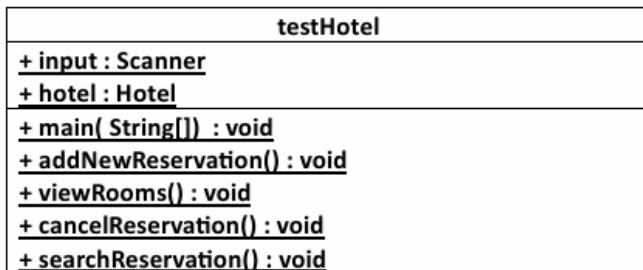 testHotel
+ input : Scanner
+ hotel : Hotel
+ main( String[]) : void
+ addNewReservation() : void
+ viewRooms() : void
+ cancelReservation() : void
+ searchReservation() : void